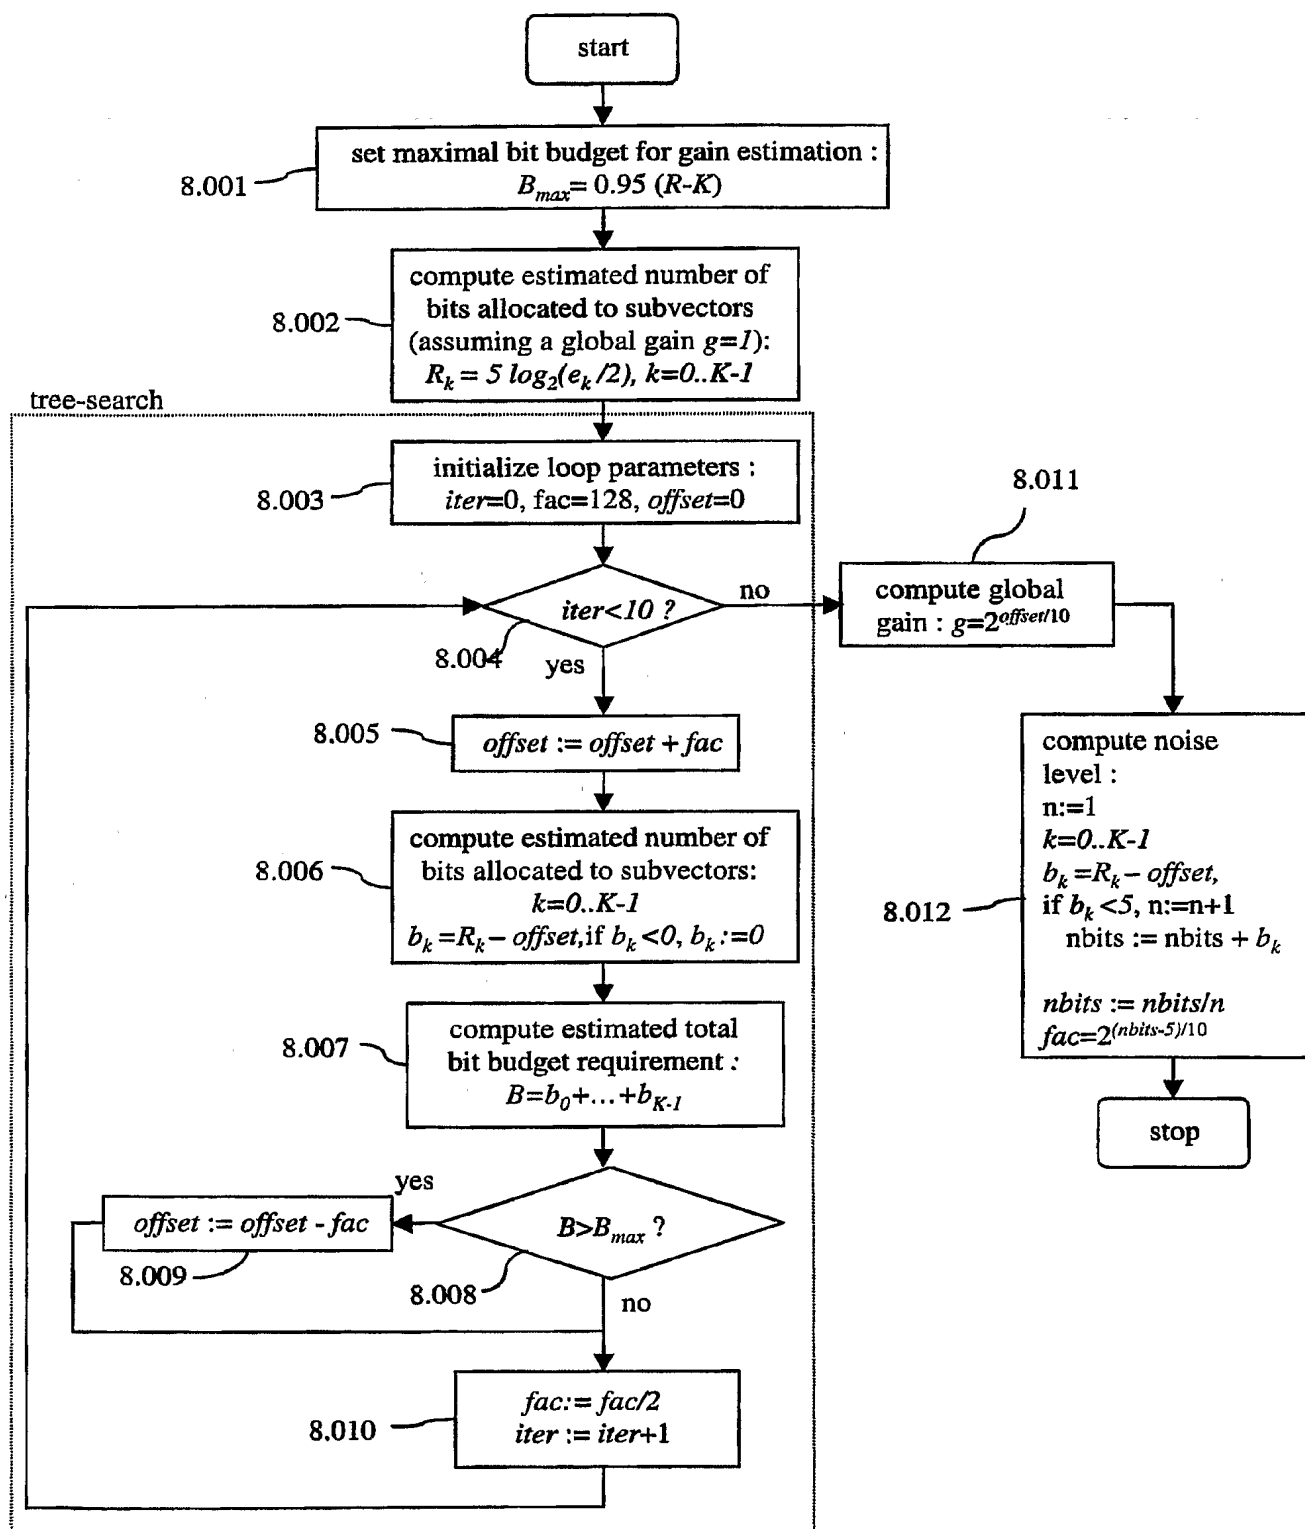 start
set maximal bit budget for gain estimation :
B_max= 0.95 (R-K)
8.001
compute estimated number of
bits allocated to subvectors
(assuming a global gain g=1):
R_k = 5 log_2(e_k/2), k=0..K-1
8.002
tree-search
initialize loop parameters :
iter=0, fac=128, offset=0
8.003
iter<10 ?
8.004
no
yes
8.011
compute global
gain : g=2^offset/10
offset := offset + fac
8.005
compute estimated number of
bits allocated to subvectors:
k=0..K-1
b_k=R_k – offset,if b_k<0, b_k:=0
8.006
compute estimated total
bit budget requirement :
B=b_0+...+b_K-1
8.007
B>B_max ?
8.008
yes
no
offset := offset - fac
8.009
fac:= fac/2
iter := iter+1
8.010
compute noise
level :
n:=1
k=0..K-1
b_k=R_k – offset,
if b_k<5, n:=n+1
nbits := nbits + b_k
nbits := nbits/n
fac=2^(nbits-5)/10
8.012
stop